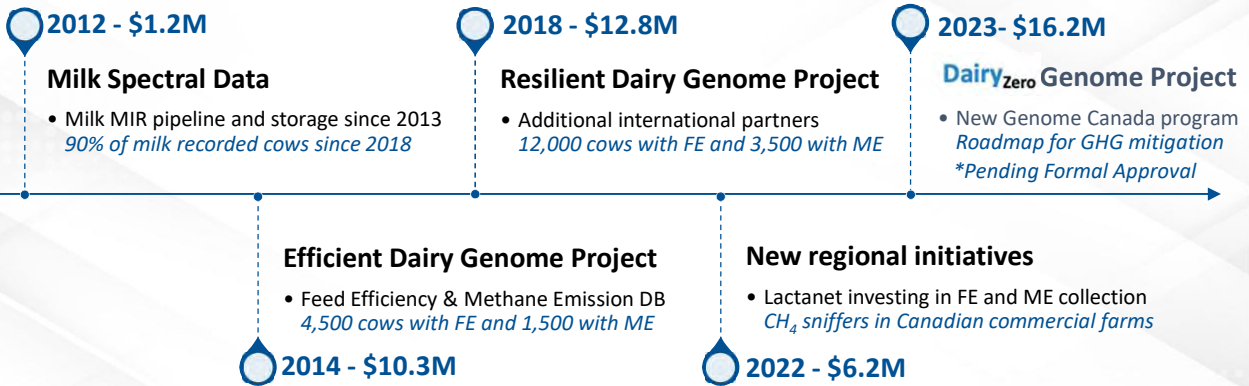 2012 - $1.2M
Milk Spectral Data
• Milk MIR pipeline and storage since 2013
90% of milk recorded cows since 2018
2018 - $12.8M
Resilient Dairy Genome Project
• Additional international partners
12,000 cows with FE and 3,500 with ME
2023- $16.2M
DairyZero Genome Project
• New Genome Canada program
Roadmap for GHG mitigation
*Pending Formal Approval
Efficient Dairy Genome Project
• Feed Efficiency & Methane Emission DB
4,500 cows with FE and 1,500 with ME
2014 - $10.3M
New regional initiatives
• Lactanet investing in FE and ME collection
CH4 sniffers in Canadian commercial farms
2022 - $6.2M